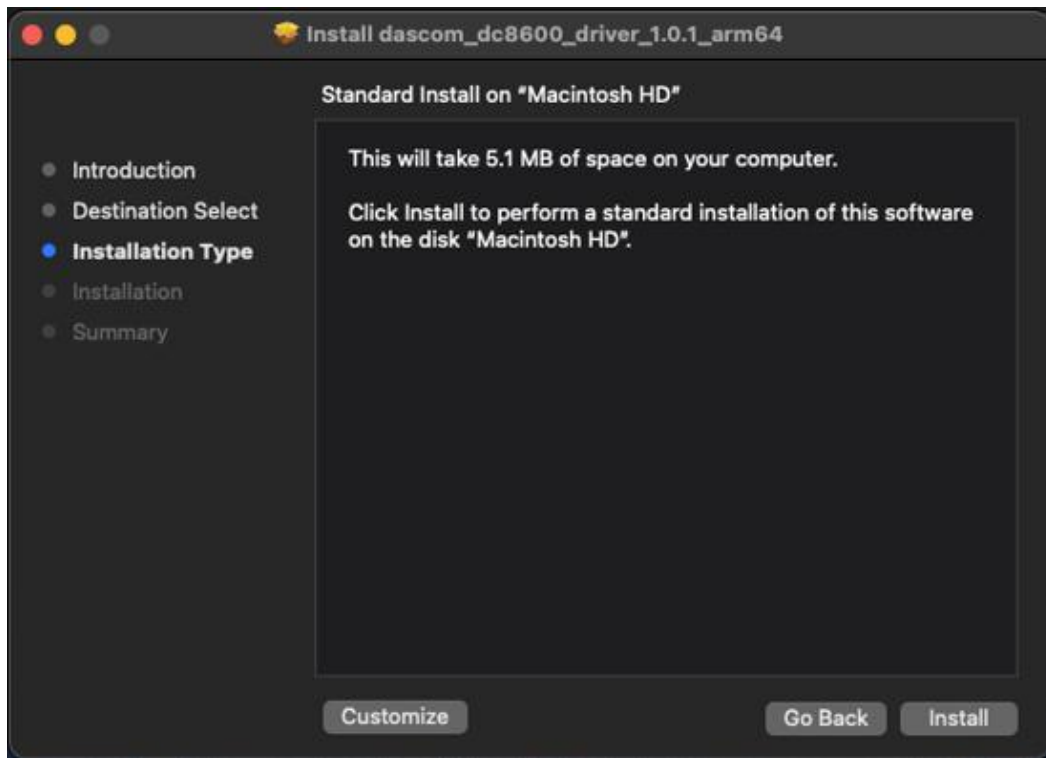 Install dascom_dc8600_driver_1.0.1_arm64
Standard Install on “Macintosh HD”
Introduction
Destination Select
Installation Type
Installation
Summary
This will take 5.1 MB of space on your computer.
Click Install to perform a standard installation of this software
on the disk “Macintosh HD”.
Customize
Go Back
Install